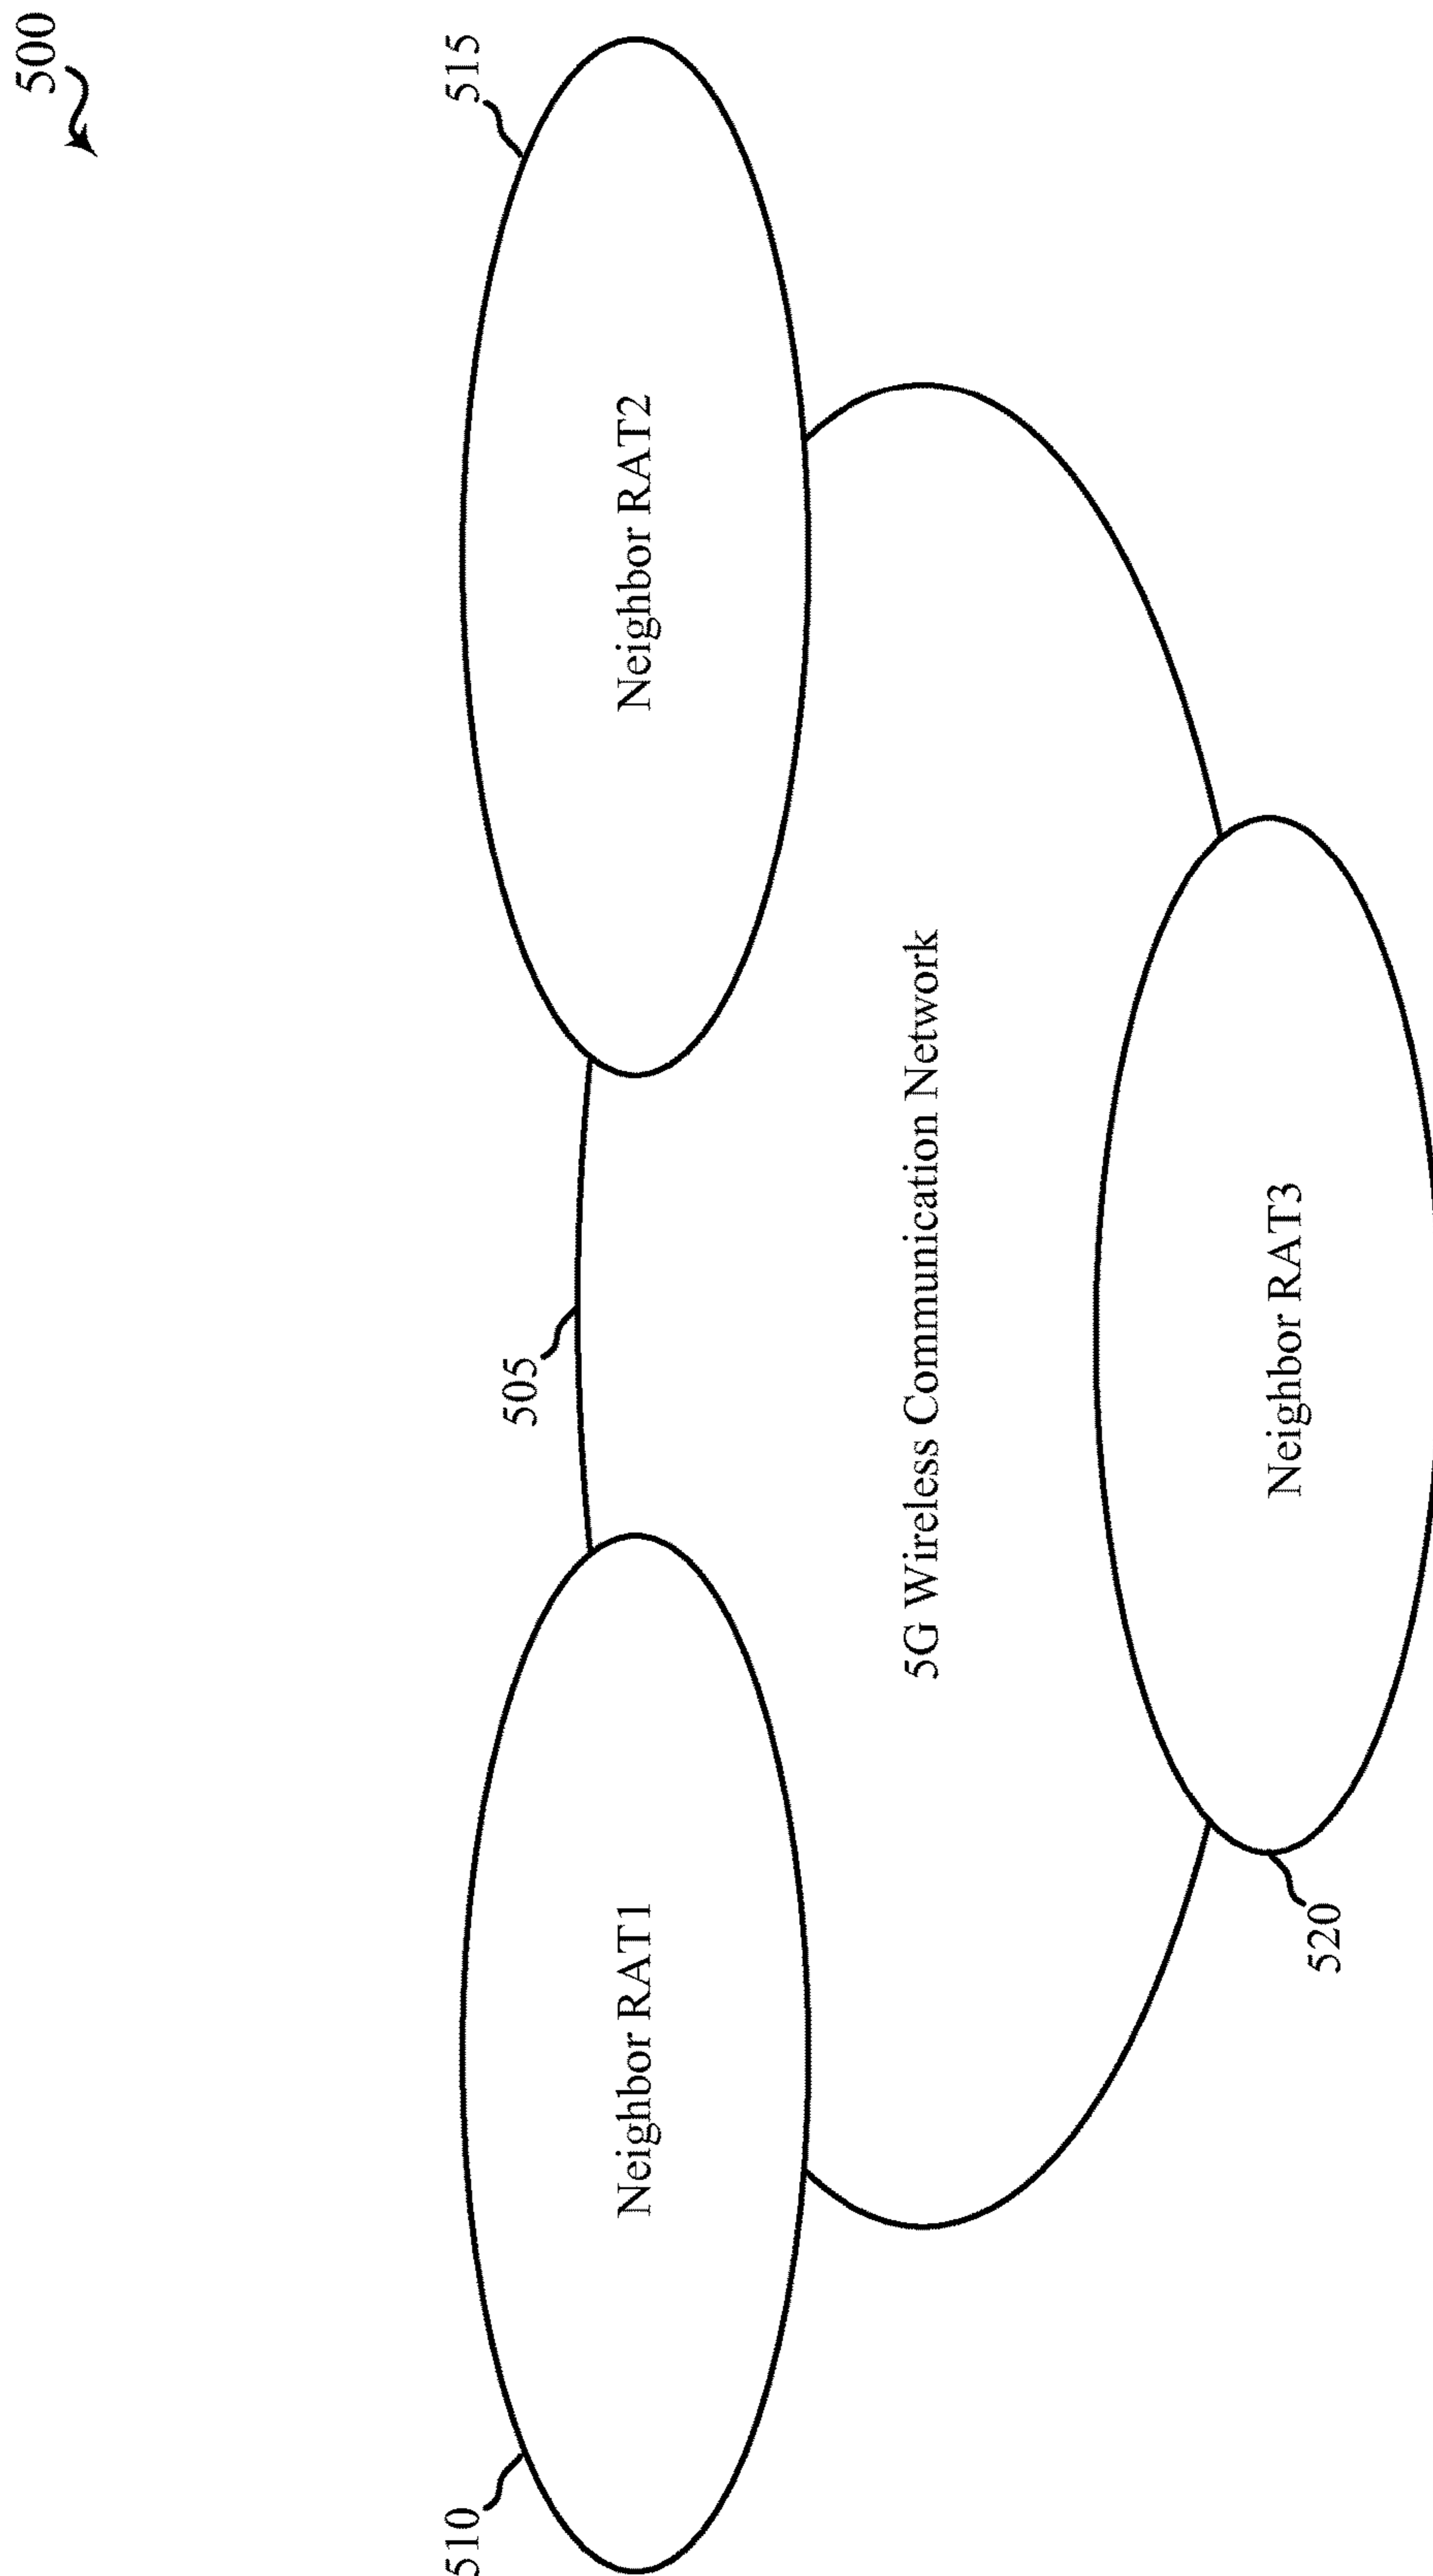 500
510
Neighbor RAT1
505
515
Neighbor RAT2
5G Wireless Communication Network
520
Neighbor RAT3